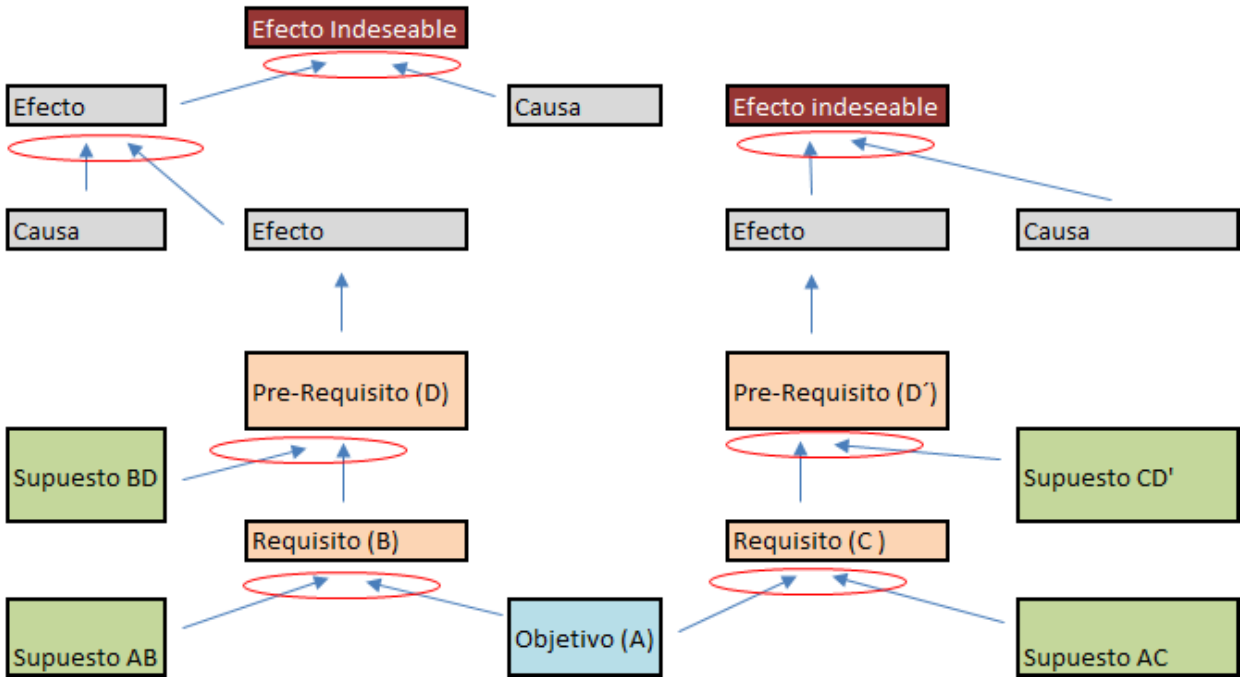 Efecto Indeseable
Efecto
Causa
Efecto indeseable
Causa
Efecto
Efecto
Causa
Pre-Requisito (D)
Pre-Requisito (D´)
Supuesto BD
Supuesto CD'
Requisito (B)
Requisito (C )
Supuesto AB
Objetivo (A)
Supuesto AC